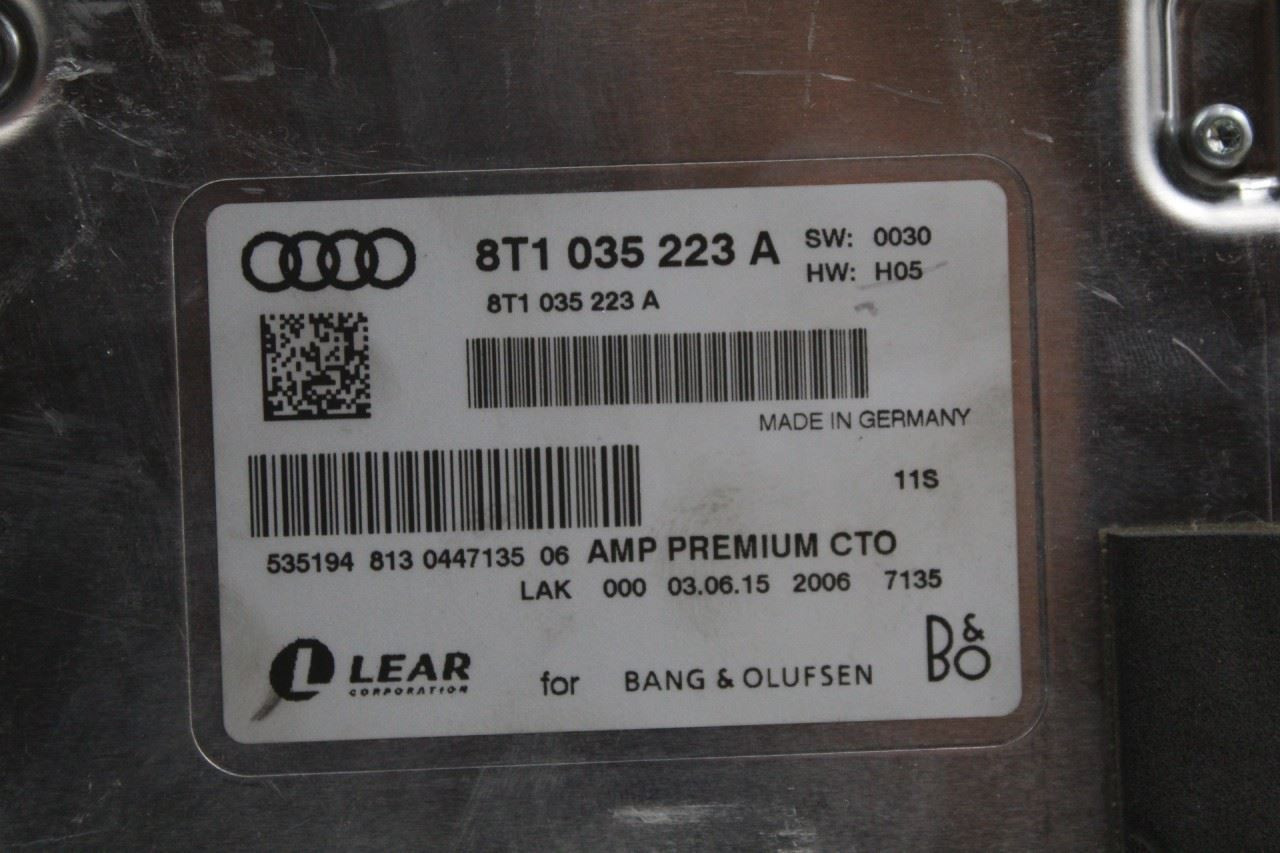 8T1 035 223 A SW: 0030
HW: H05
8T1 035 223 A
MADE IN GERMANY
11S
535194 813 0447135 06 AMP PREMIUM CTO
LAK 000 03.06.15 2006 7135
L LEAR CORPORATION for BANG & OLUFSEN B&O